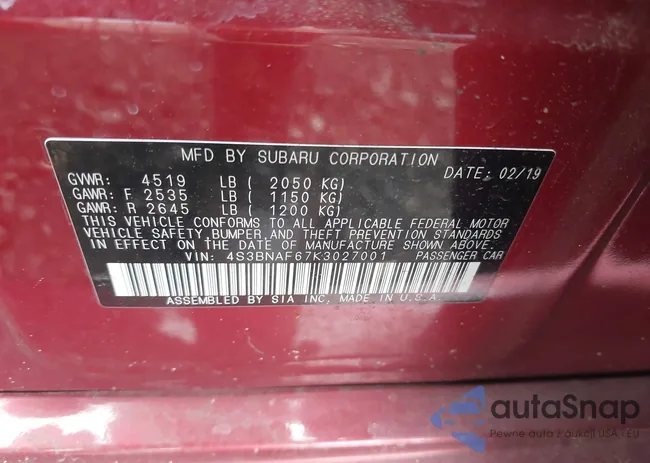 MFD BY SUBARU CORPORATION
GVWR: 4519 LB ( 2050 KG) DATE: 02/19
GAWR: F 2535 LB ( 1150 KG)
GAWR: R 2645 LB ( 1200 KG)
THIS VEHICLE CONFORMS TO ALL APPLICABLE FEDERAL MOTOR
VEHICLE SAFETY, BUMPER, AND THEFT PREVENTION STANDARDS
IN EFFECT ON THE DATE OF MANUFACTURE SHOWN ABOVE.
VIN: 4S3BNAF67K3027001 PASSENGER CAR
ASSEMBLED BY SIA INC, MADE IN U.S.A.
autaSnap
Pewne auta z aukcji USA i EU